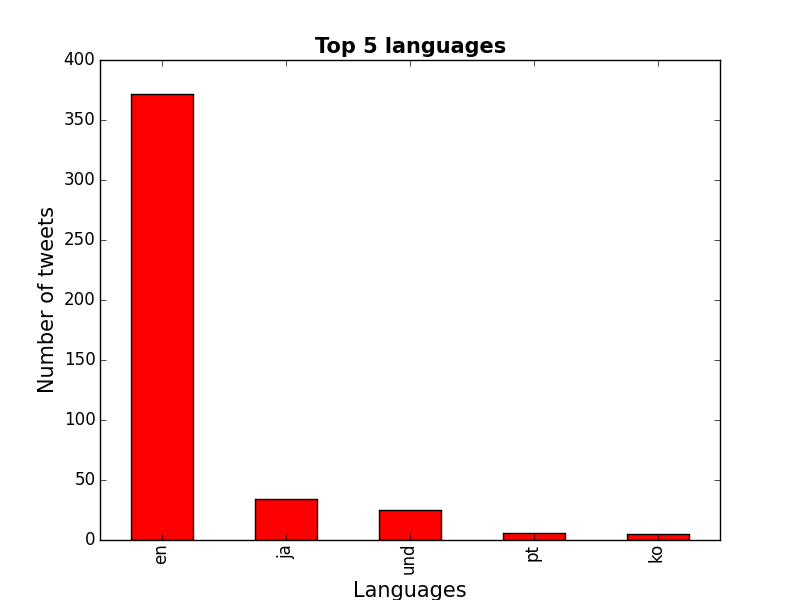 Top 5 languages
Number of tweets
400
350
300
250
200
150
100
50
0
en
ja
und
pt
ko
Languages